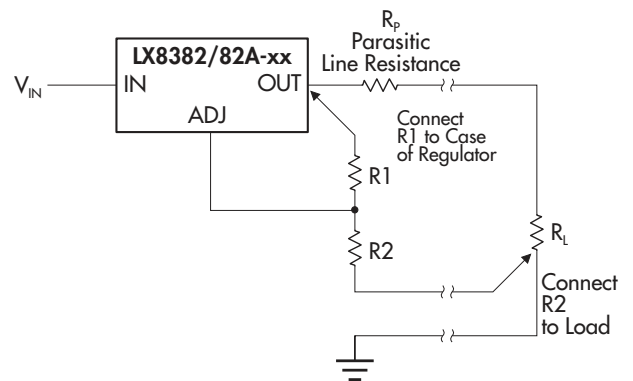 R_P
Parasitic
Line Resistance
LX8382/82A-xx
V_IN
IN
OUT
ADJ
Connect
R1 to Case
of Regulator
R1
R2
R_L
Connect
R2
to Load